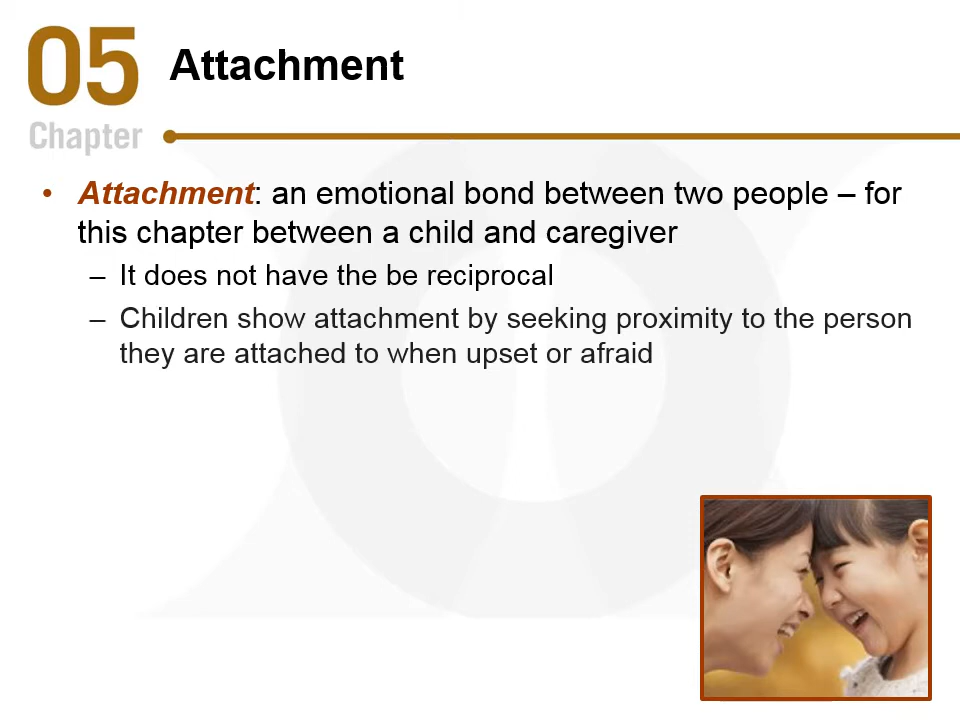 05
Chapter
Attachment
• Attachment: an emotional bond between two people – for
this chapter between a child and caregiver
– It does not have the be reciprocal
– Children show attachment by seeking proximity to the person
they are attached to when upset or afraid